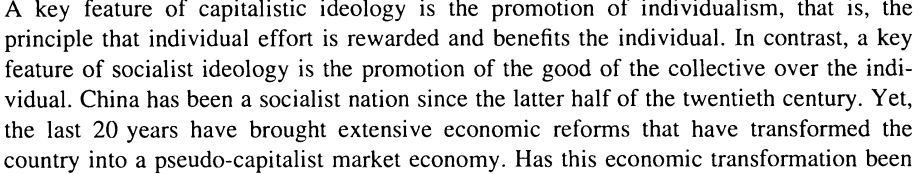 A key feature of capitalistic ideology is the promotion of individualism, that is, the
principle that individual effort is rewarded and benefits the individual. In contrast, a key
feature of socialist ideology is the promotion of the good of the collective over the indi-
vidual. China has been a socialist nation since the latter half of the twentieth century. Yet,
the last 20 years have brought extensive economic reforms that have transformed the
country into a pseudo-capitalist market economy. Has this economic transformation been